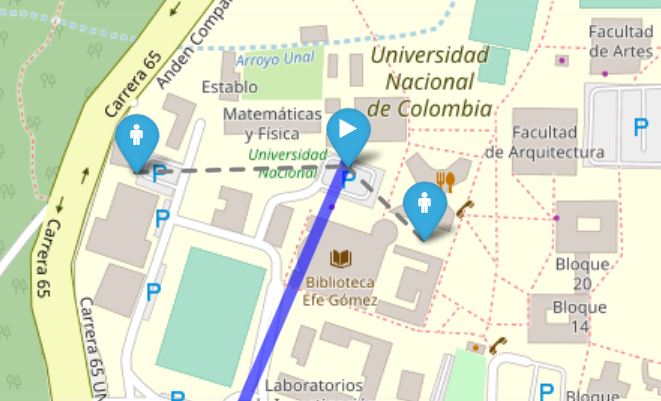 Carrera 65
Anden Compa
Arroyo Unal
Establo
Universidad
Nacional
de Colombia
Facultad
de Artes
Matemáticas
y Física
Universidad
Nacional
P
P
P
P
Facultad
de Arquitectura
P
Carrera 65
Carrera 65 UN
P
Biblioteca
Efe Gómez
Bloque
20
Bloque
14
Laboratorios
P
P
Bloque